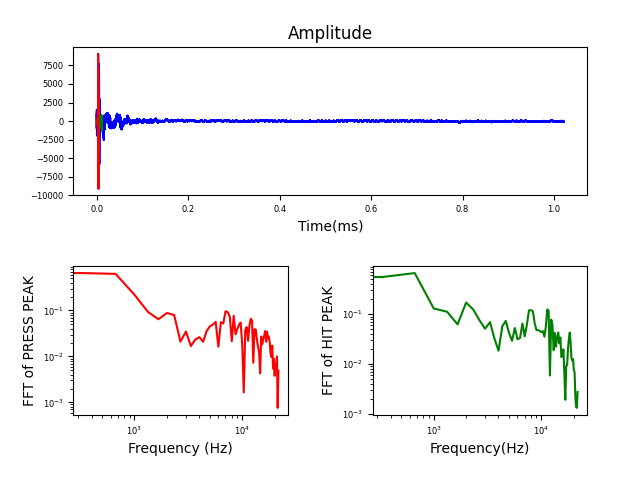 Amplitude
7500
5000
2500
0
−2500
−5000
−7500
−10000
0.0 0.2 0.4 0.6 0.8 1.0
Time(ms)
FFT of PRESS PEAK
10⁻¹
10⁻²
10⁻³
10³ 10⁴
Frequency (Hz)
FFT of HIT PEAK
10⁻¹
10⁻²
10⁻³
10³ 10⁴
Frequency(Hz)